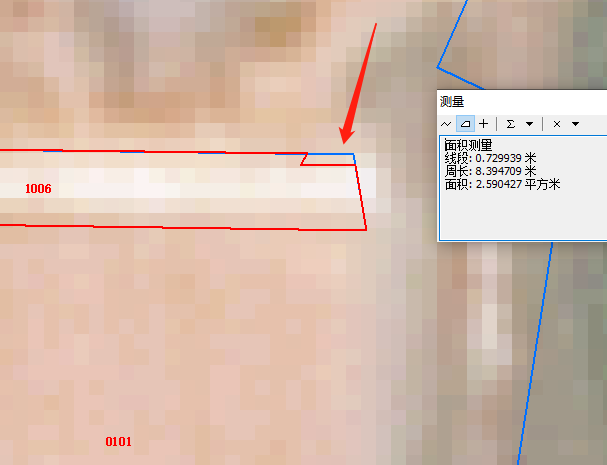 测量
面积测量
线段: 0.729939 米
周长: 8.394709 米
面积: 2.590427 平方米
1006
0101